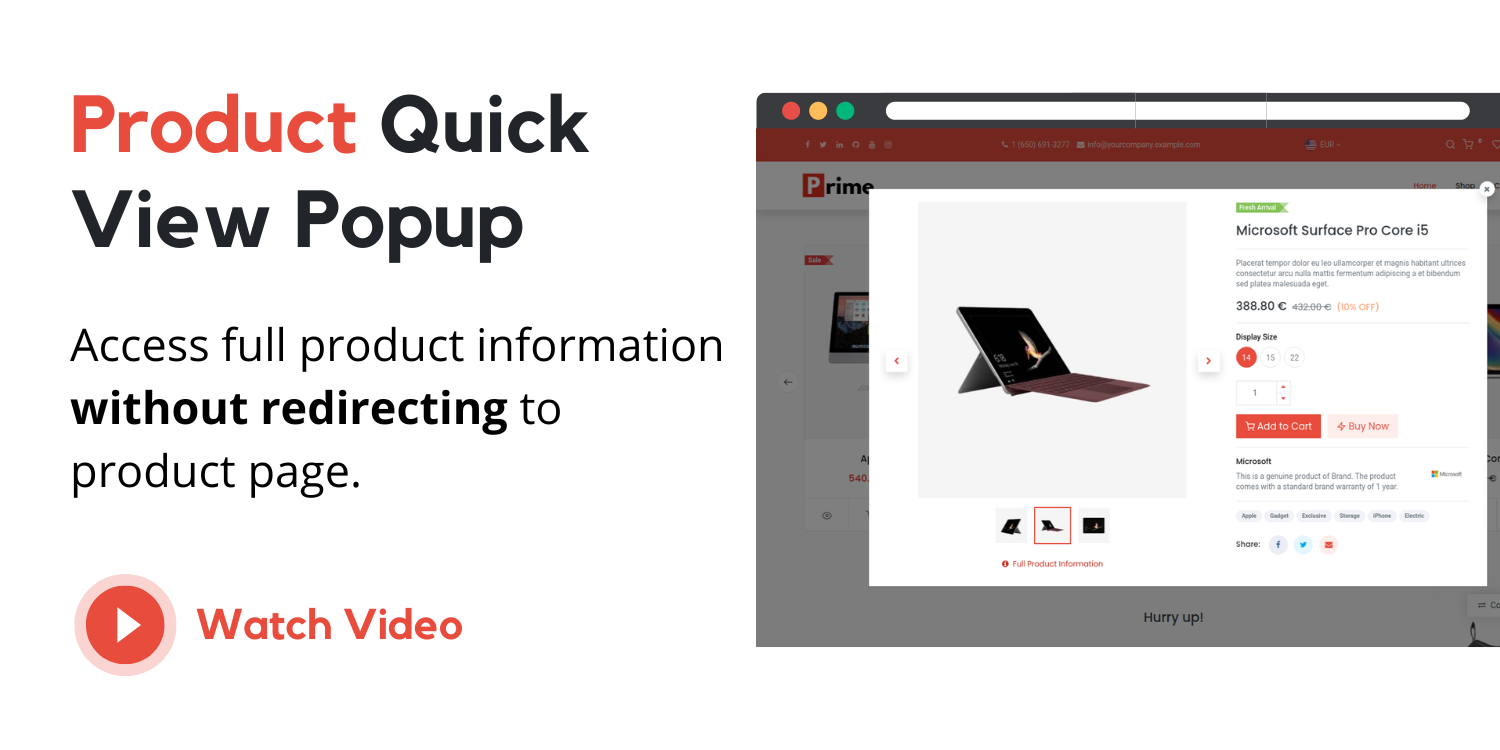 Product Quick
View Popup
Access full product information
without redirecting to
product page.
Watch Video
1 (650) 691-3277 info@yourcompany.example.com
EUR
0
Prime
Home Shop
Sale
540.
Fresh Arrival
Microsoft Surface Pro Core i5
Placerat tempor dolor eu leo ullamcorper et magnis habitant ultrices
consectetur arcu nulla mattis fermentum adipiscing a et bibendum
sed platea malesuada eget.
388.80 € 432.00 € (10% OFF)
Display Size
14 15 22
1
Add to Cart Buy Now
Microsoft
This is a genuine product of Brand. The product
comes with a standard brand warranty of 1 year.
Microsoft
Apple Gadget Exclusive Storage iPhone Electric
Share:
Full Product Information
Hurry up!